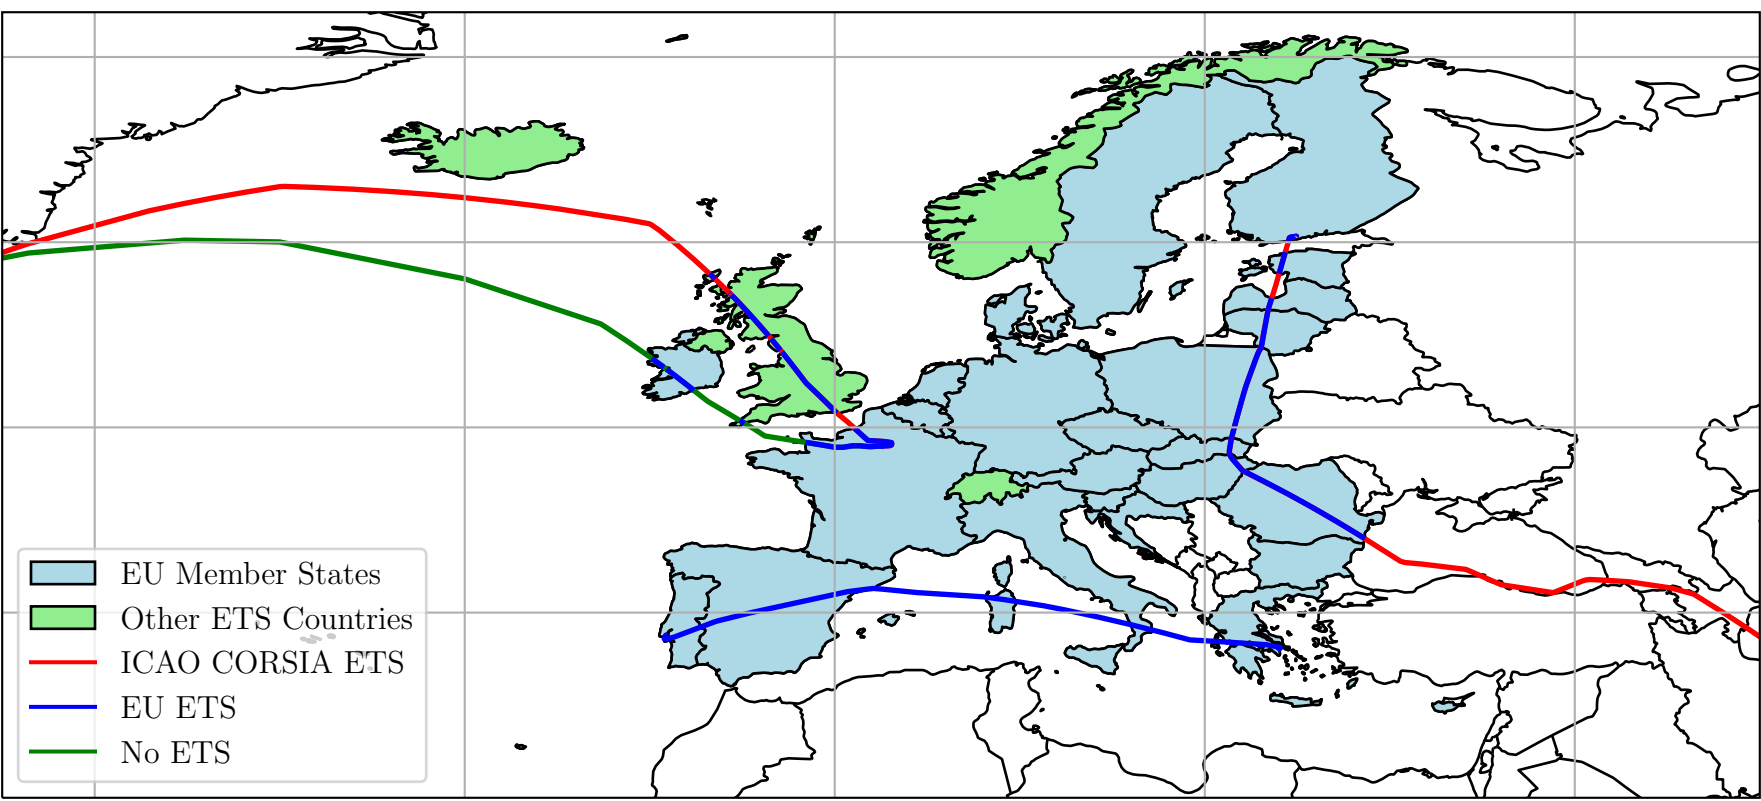 EU Member States
Other ETS Countries
ICAO CORSIA ETS
EU ETS
No ETS